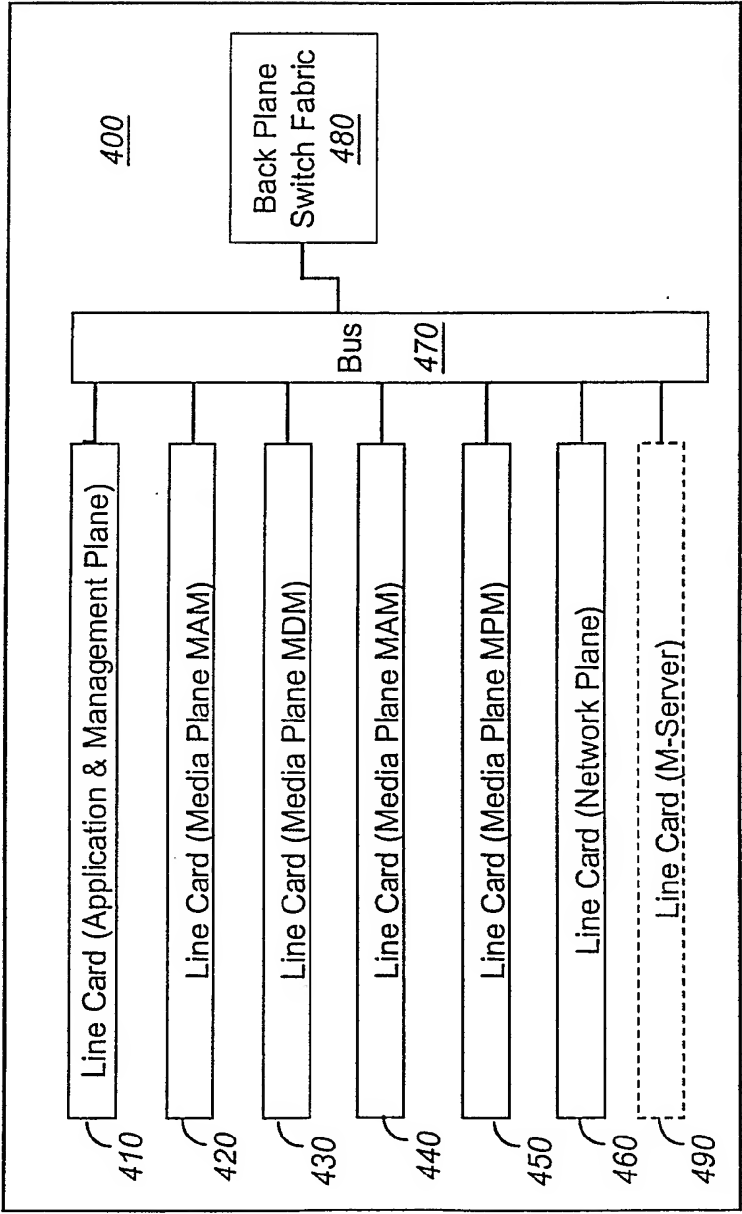 400
Line Card (Application & Management Plane)
410
Line Card (Media Plane MAM)
420
Line Card (Media Plane MDM)
430
Line Card (Media Plane MAM)
440
Line Card (Media Plane MPM)
450
Line Card (Network Plane)
460
Line Card (M-Server)
490
Bus
470
Back Plane
Switch Fabric
480